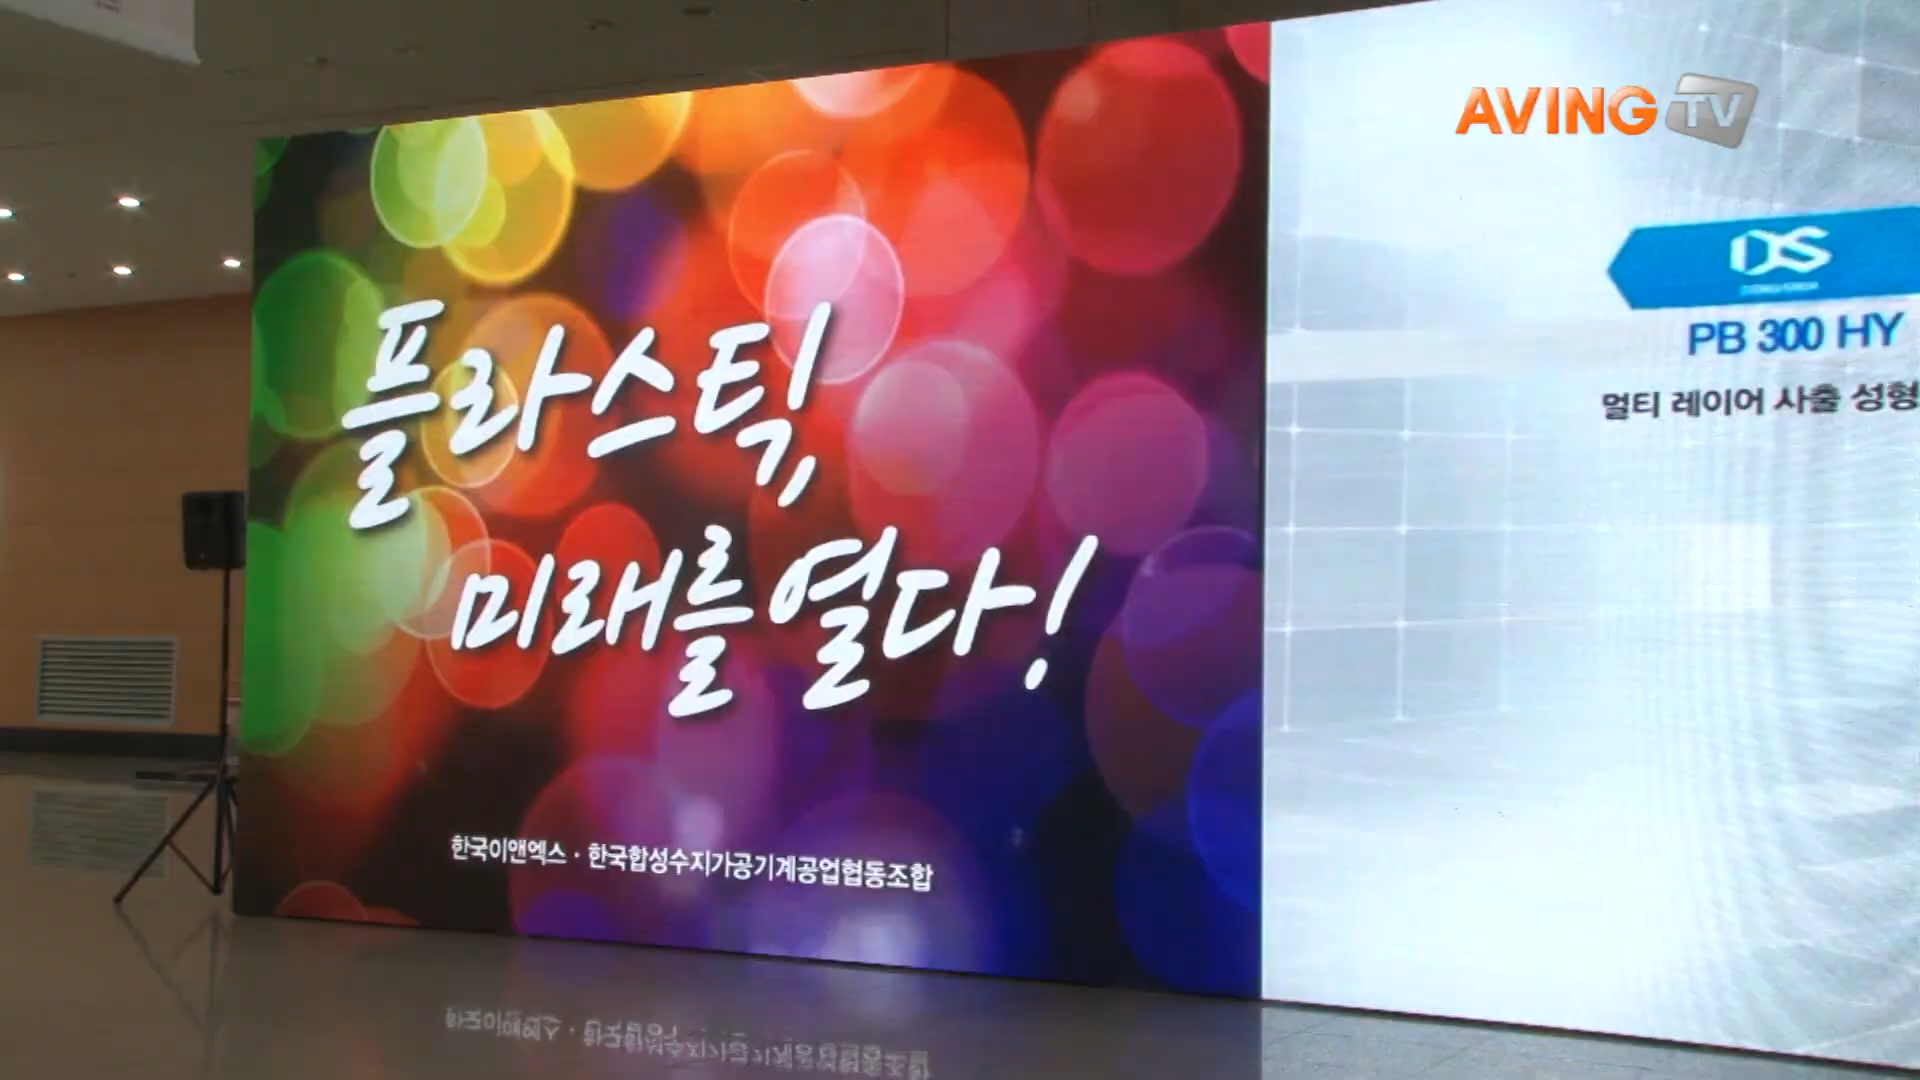 AVING TV
플라스틱,
미래를 열다!
한국이앤엑스 · 한국합성수지가공기계공업협동조합
DS
PB 300 HY
멀티 레이어 사출 성형